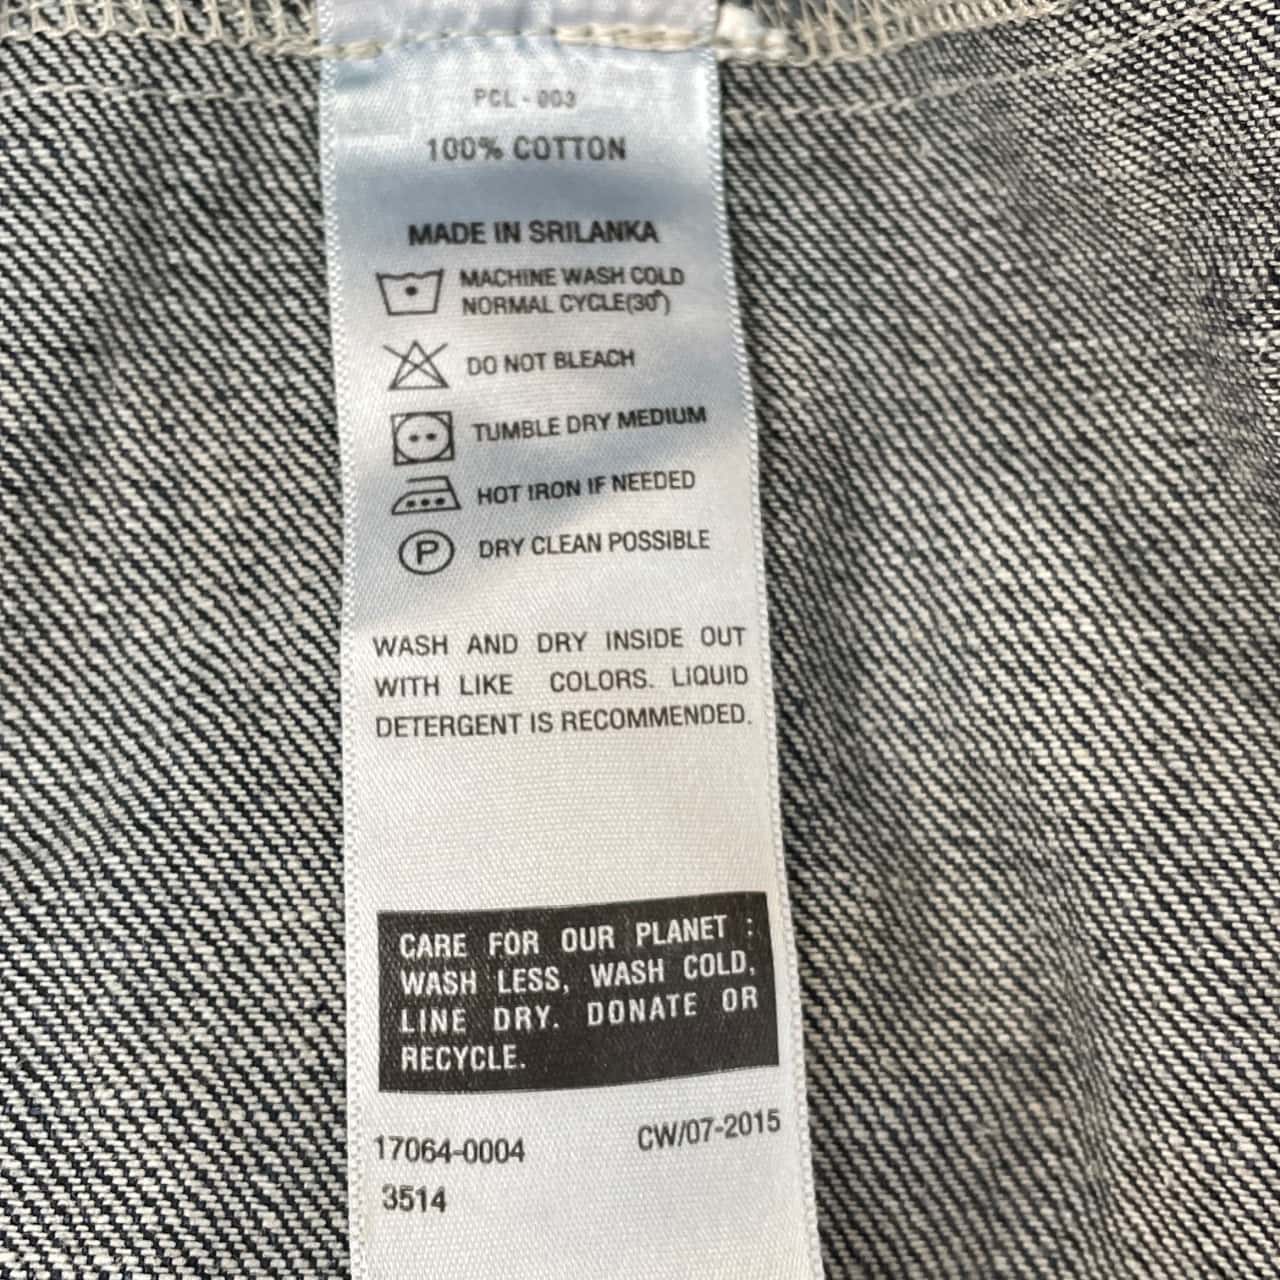 PCL - 003
100% COTTON
MADE IN SRILANKA
MACHINE WASH COLD
NORMAL CYCLE(30°)
DO NOT BLEACH
TUMBLE DRY MEDIUM
HOT IRON IF NEEDED
P DRY CLEAN POSSIBLE
WASH AND DRY INSIDE OUT
WITH LIKE COLORS. LIQUID
DETERGENT IS RECOMMENDED.
CARE FOR OUR PLANET :
WASH LESS, WASH COLD,
LINE DRY. DONATE OR
RECYCLE.
17064-0004 CW/07-2015
3514